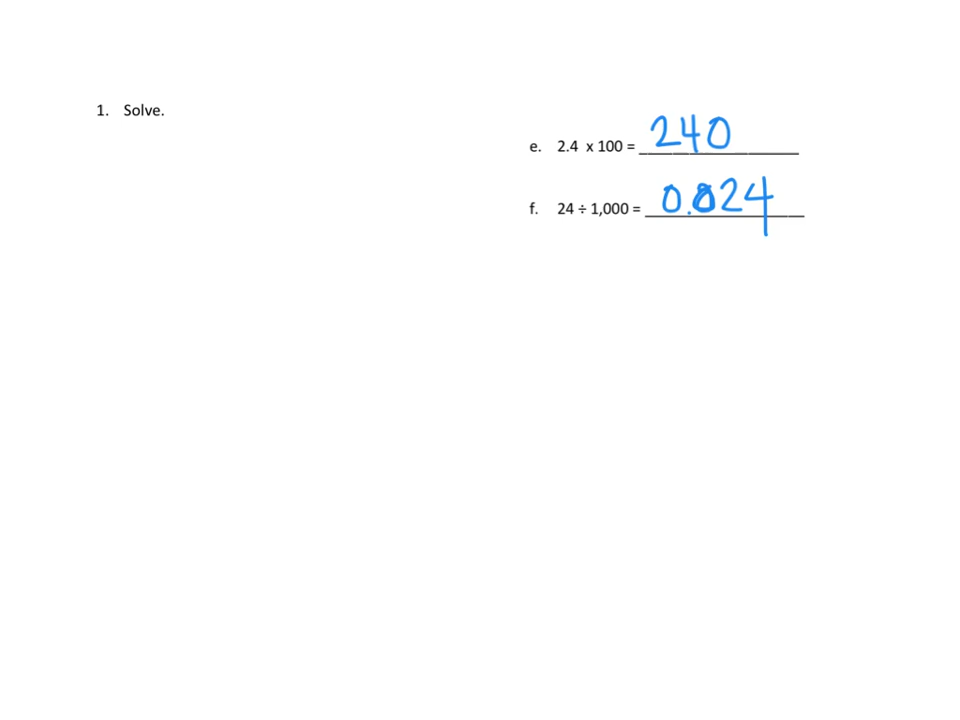 1. Solve.
e. 2.4 x 100 = 240
f. 24 ÷ 1,000 = 0.024